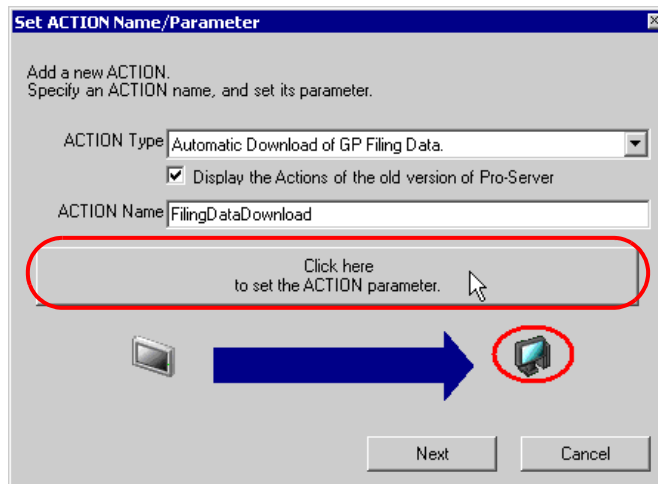 Set ACTION Name/Parameter
Add a new ACTION.
Specify an ACTION name, and set its parameter.
ACTION Type Automatic Download of GP Filing Data.
Display the Actions of the old version of Pro-Server
ACTION Name FilingDataDownload
Click here
to set the ACTION parameter.
Next Cancel